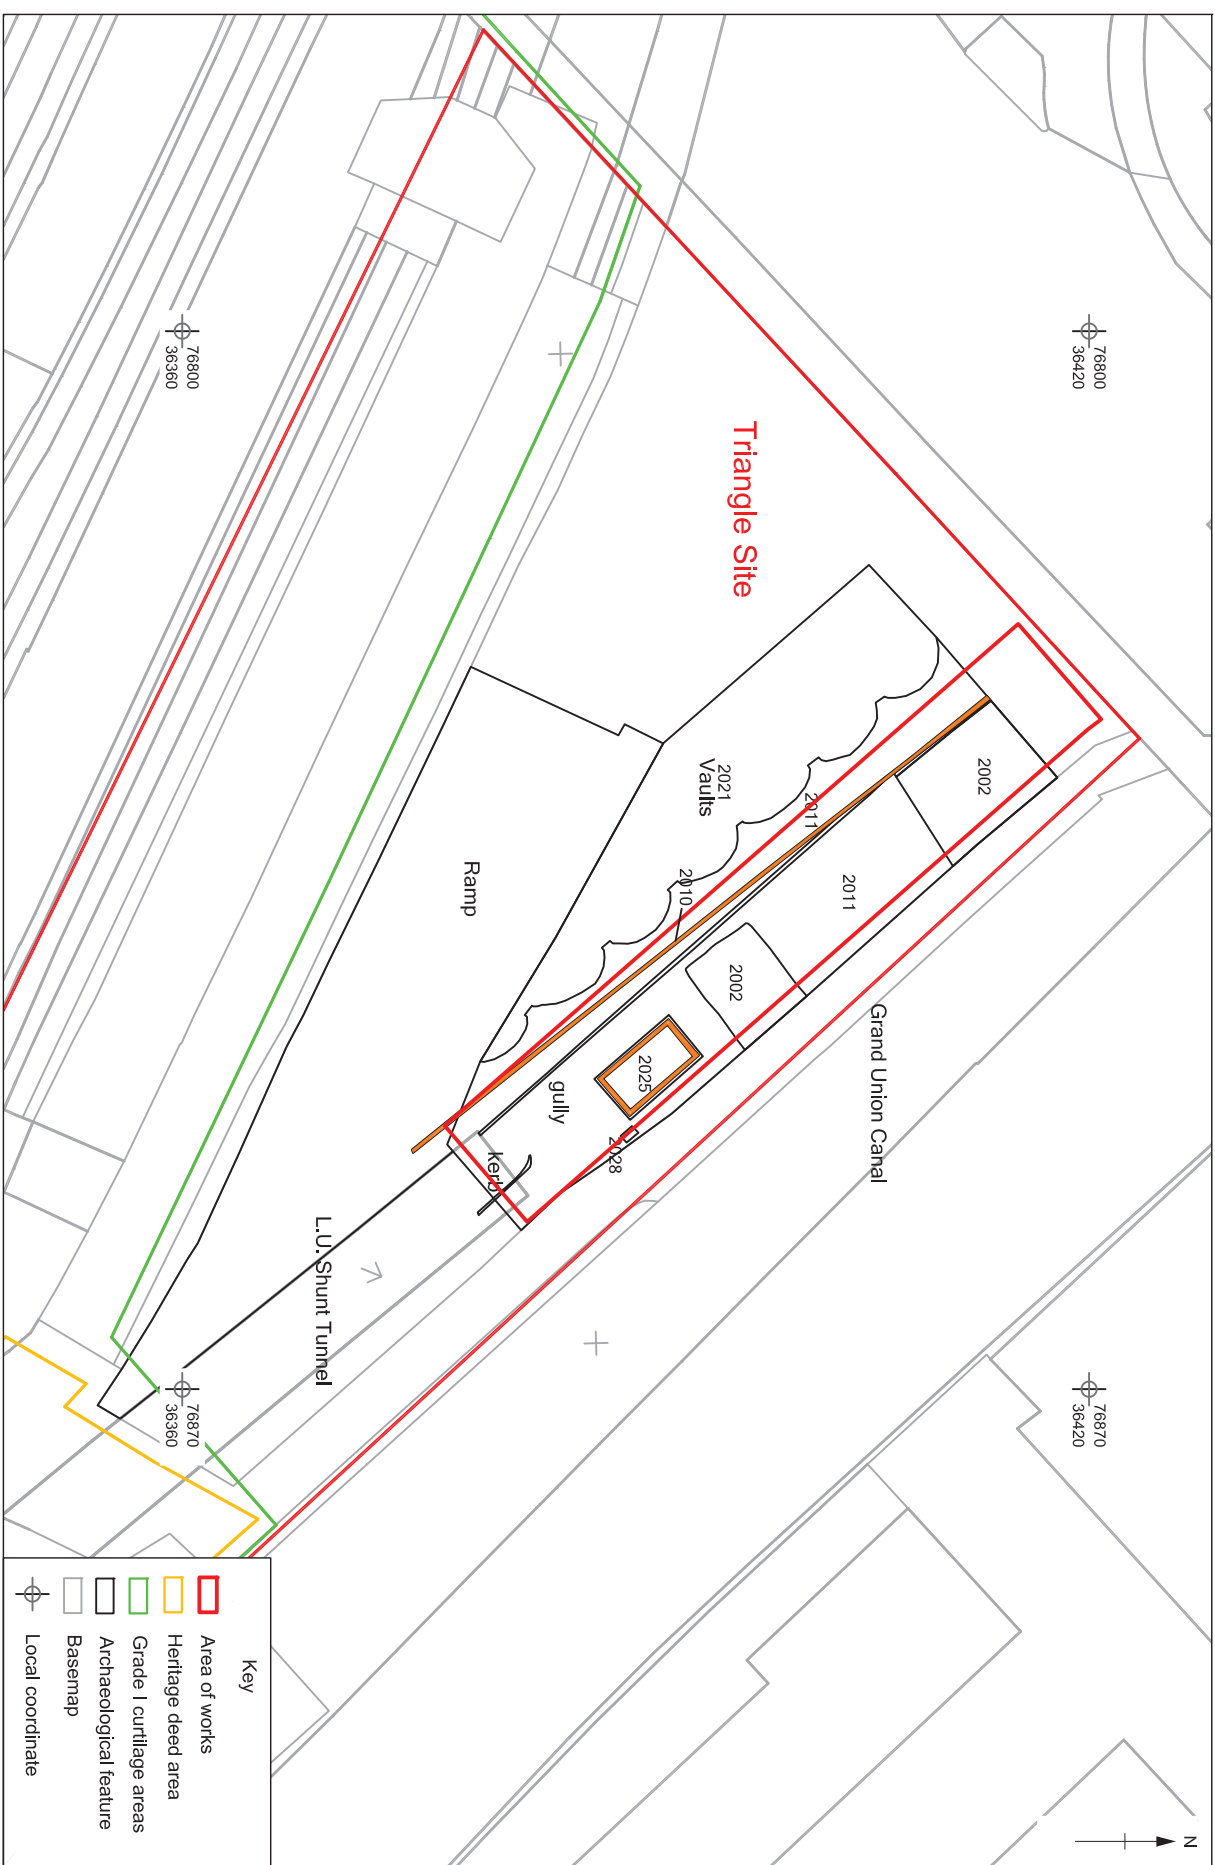 76800
36420
76870
36420
N
Triangle Site
2002
2011
2021
Vaults
2011
2010
2002
Grand Union Canal
2025
gully
2028
kerb
Ramp
L.U. Shunt Tunnel
76800
36360
76870
36360
Key
Area of works
Heritage deed area
Grade I curtilage areas
Archaeological feature
Basemap
Local coordinate